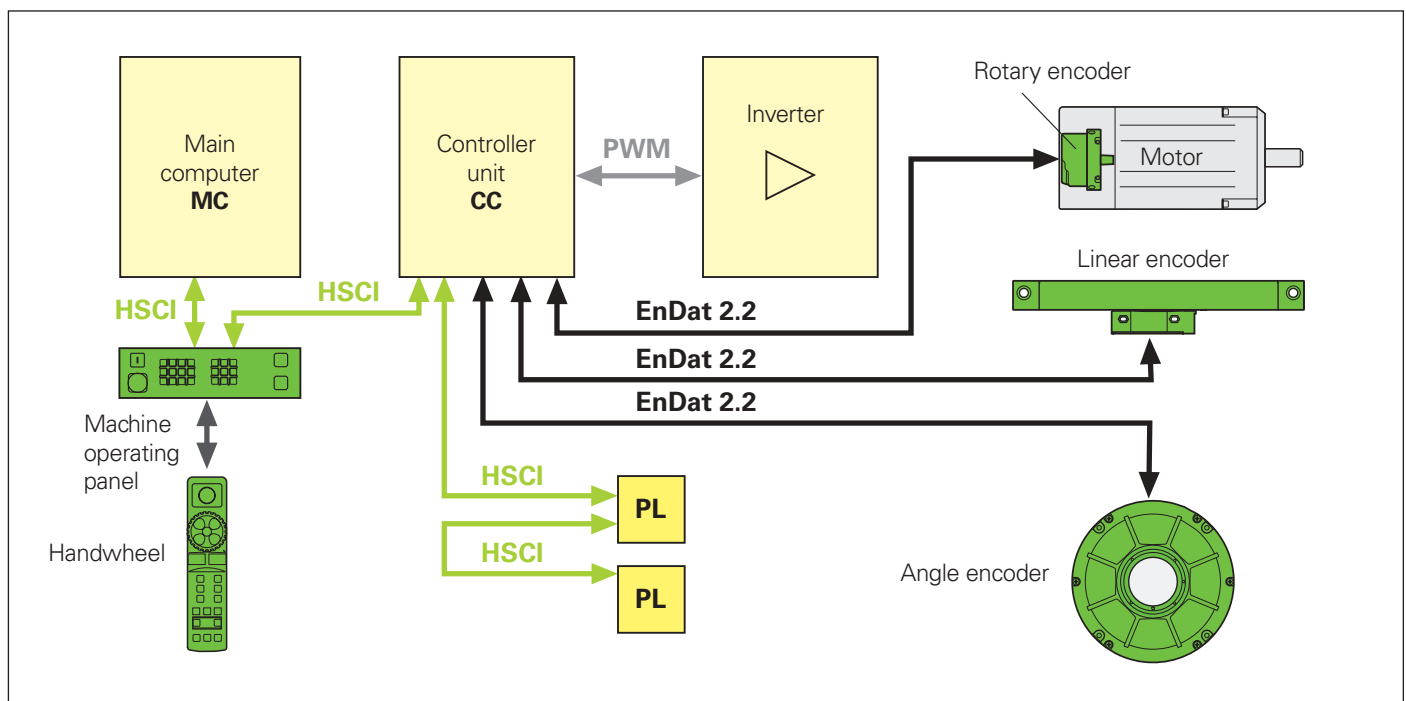 Main
computer
MC
Controller
unit
CC
PWM
Inverter
Rotary encoder
Motor
Linear encoder
HSCI
HSCI
EnDat 2.2
EnDat 2.2
EnDat 2.2
Machine
operating
panel
Handwheel
HSCI
PL
HSCI
PL
Angle encoder